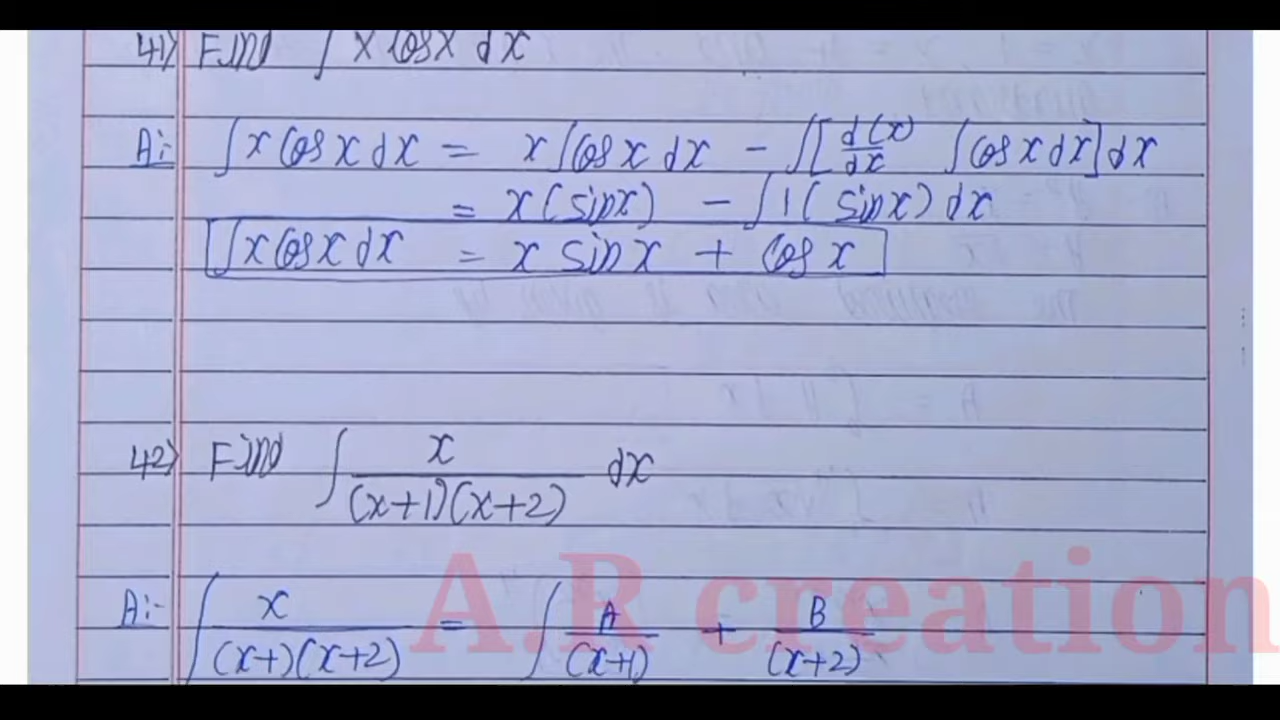 41) Find ∫ x cos x dx
A:- ∫ x cos x dx = x ∫ cos x dx - ∫ [ d(x)/dx ∫ cos x dx ] dx
= x (sin x) - ∫ 1 (sin x) dx
∫ x cos x dx = x sin x + cos x
42) Find ∫ x/(x+1)(x+2) dx
A:- ∫ x/(x+)(x+2) = ∫ A/(x+1) + B/(x+2)
A.R creation